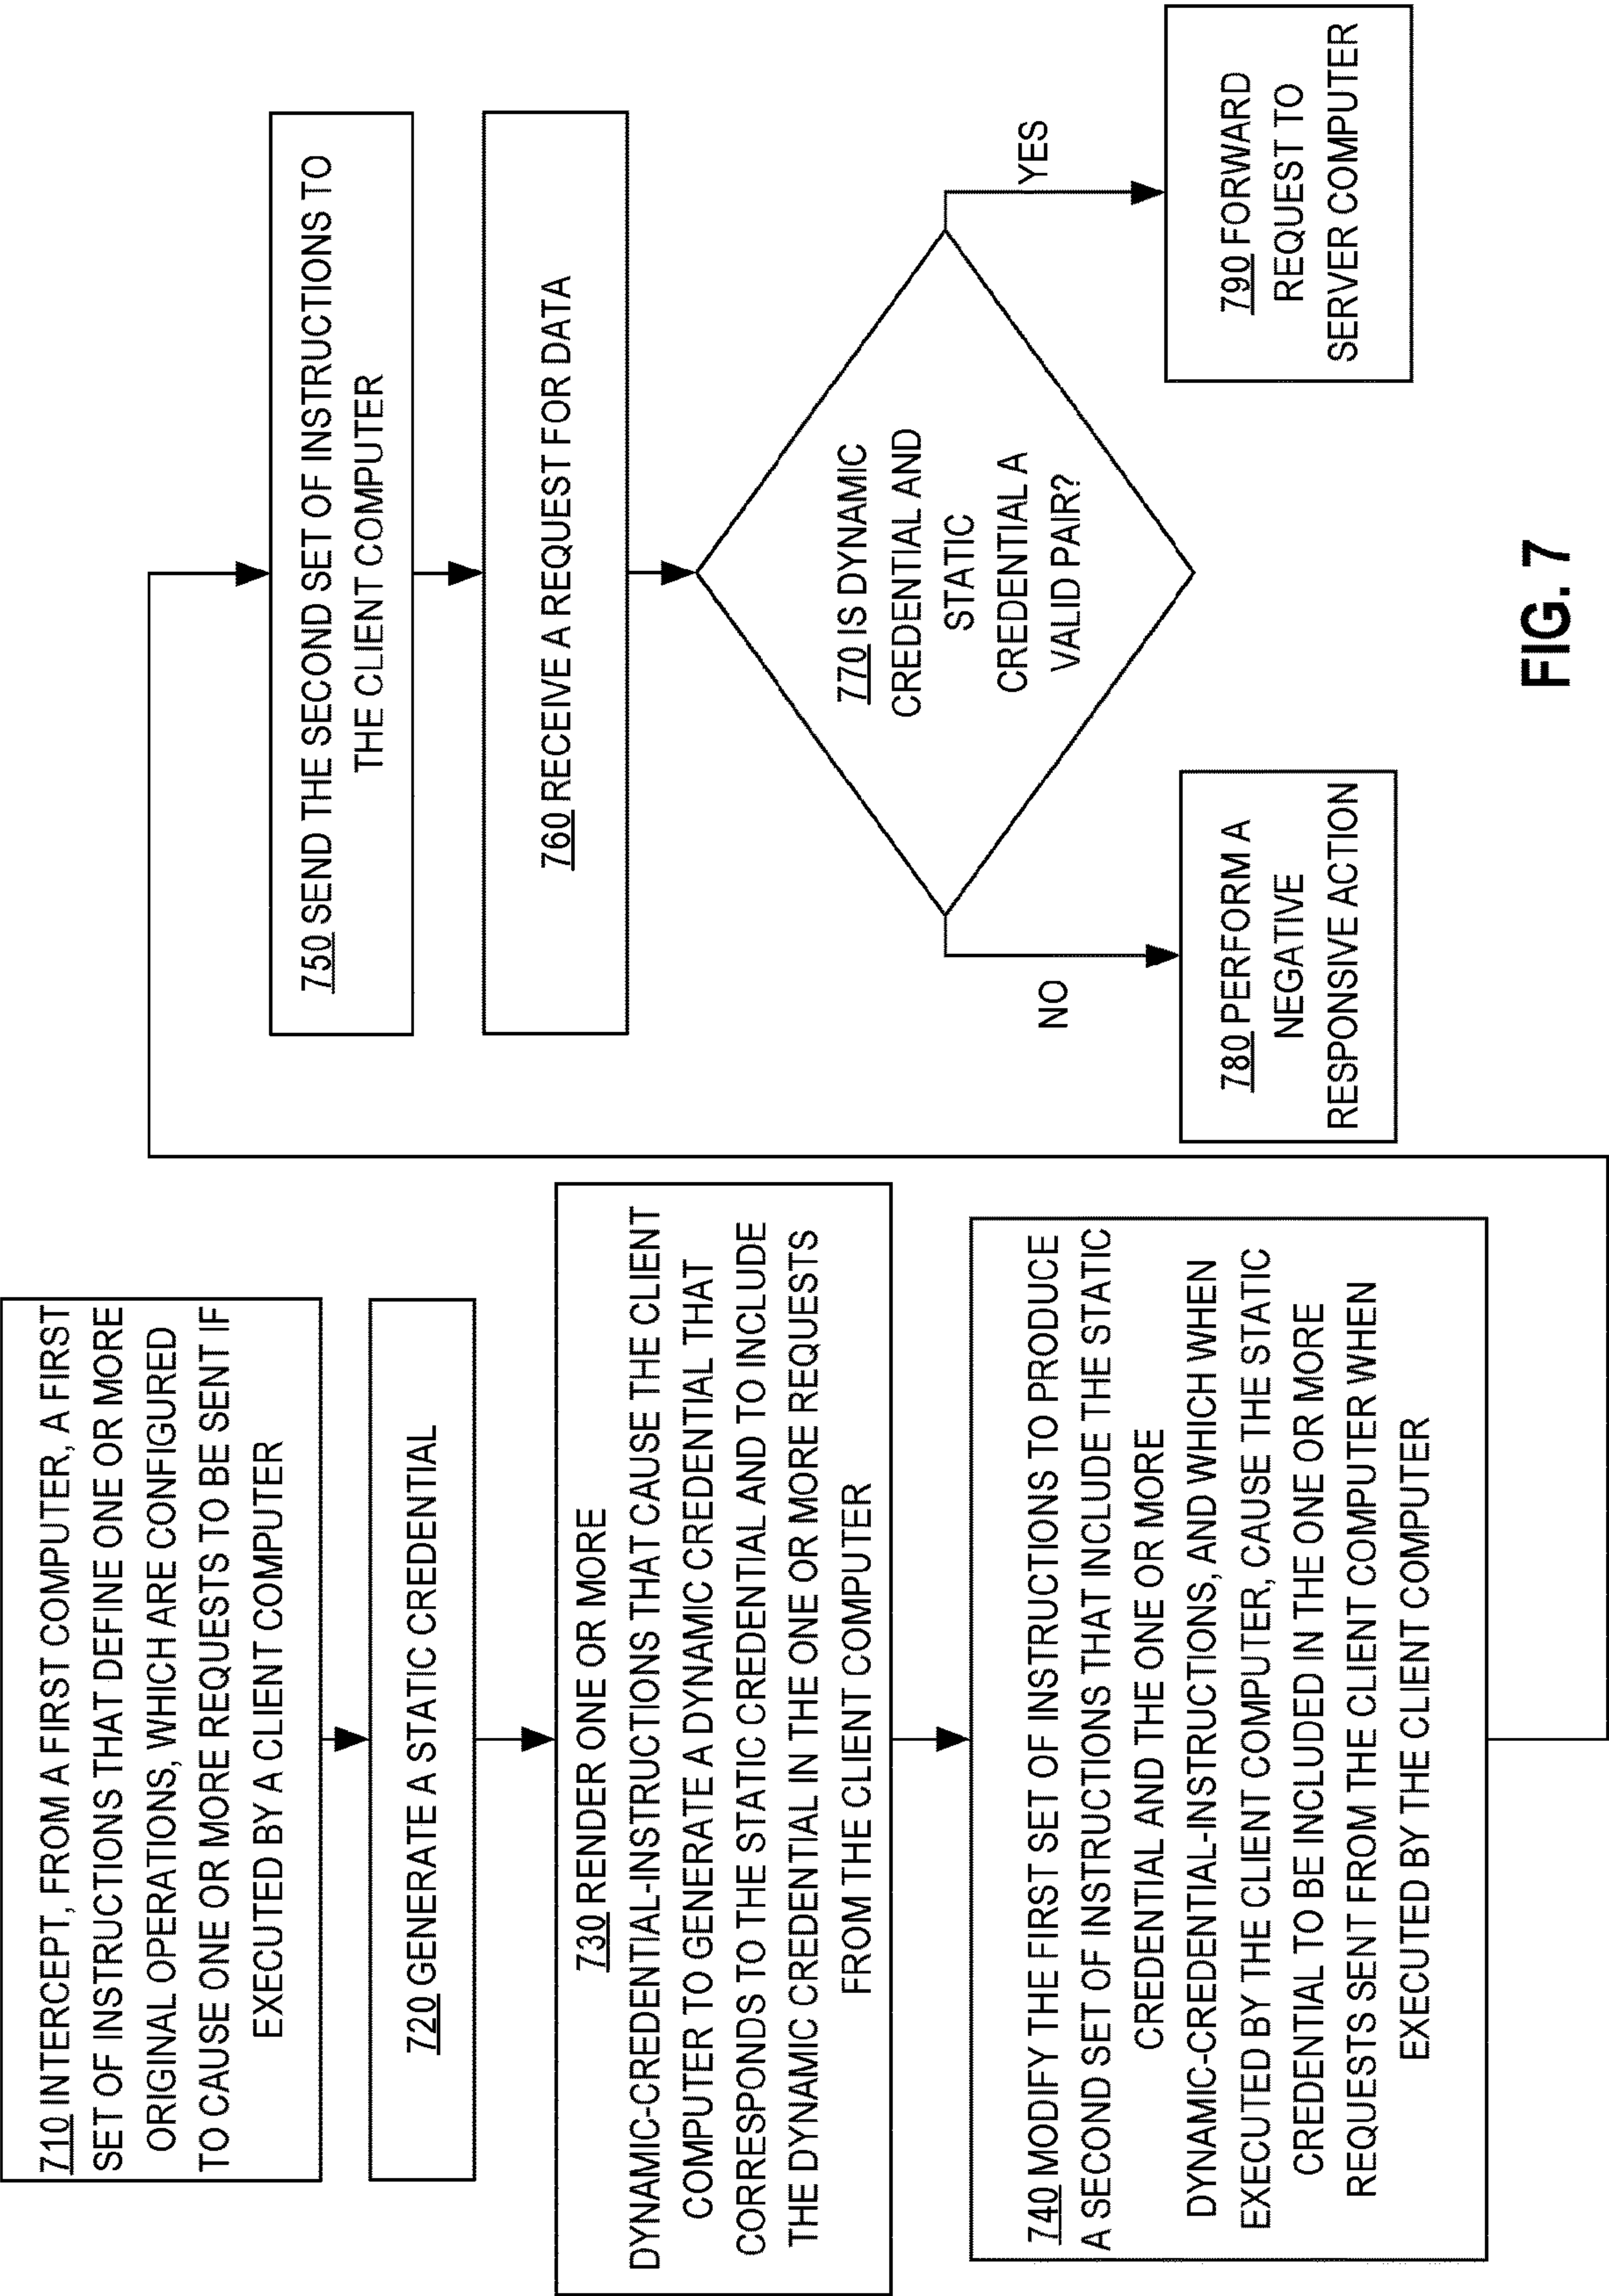 710 INTERCEPT, FROM A FIRST COMPUTER, A FIRST
SET OF INSTRUCTIONS THAT DEFINE ONE OR MORE
ORIGINAL OPERATIONS, WHICH ARE CONFIGURED
TO CAUSE ONE OR MORE REQUESTS TO BE SENT IF
EXECUTED BY A CLIENT COMPUTER
720 GENERATE A STATIC CREDENTIAL
730 RENDER ONE OR MORE
DYNAMIC-CREDENTIAL-INSTRUCTIONS THAT CAUSE THE CLIENT
COMPUTER TO GENERATE A DYNAMIC CREDENTIAL THAT
CORRESPONDS TO THE STATIC CREDENTIAL AND TO INCLUDE
THE DYNAMIC CREDENTIAL IN THE ONE OR MORE REQUESTS
FROM THE CLIENT COMPUTER
740 MODIFY THE FIRST SET OF INSTRUCTIONS TO PRODUCE
A SECOND SET OF INSTRUCTIONS THAT INCLUDE THE STATIC
CREDENTIAL AND THE ONE OR MORE
DYNAMIC-CREDENTIAL-INSTRUCTIONS, AND WHICH WHEN
EXECUTED BY THE CLIENT COMPUTER, CAUSE THE STATIC
CREDENTIAL TO BE INCLUDED IN THE ONE OR MORE
REQUESTS SENT FROM THE CLIENT COMPUTER WHEN
EXECUTED BY THE CLIENT COMPUTER
750 SEND THE SECOND SET OF INSTRUCTIONS TO
THE CLIENT COMPUTER
760 RECEIVE A REQUEST FOR DATA
770 IS DYNAMIC
CREDENTIAL AND
STATIC
CREDENTIAL A
VALID PAIR?
NO
YES
780 PERFORM A
NEGATIVE
RESPONSIVE ACTION
790 FORWARD
REQUEST TO
SERVER COMPUTER
FIG. 7